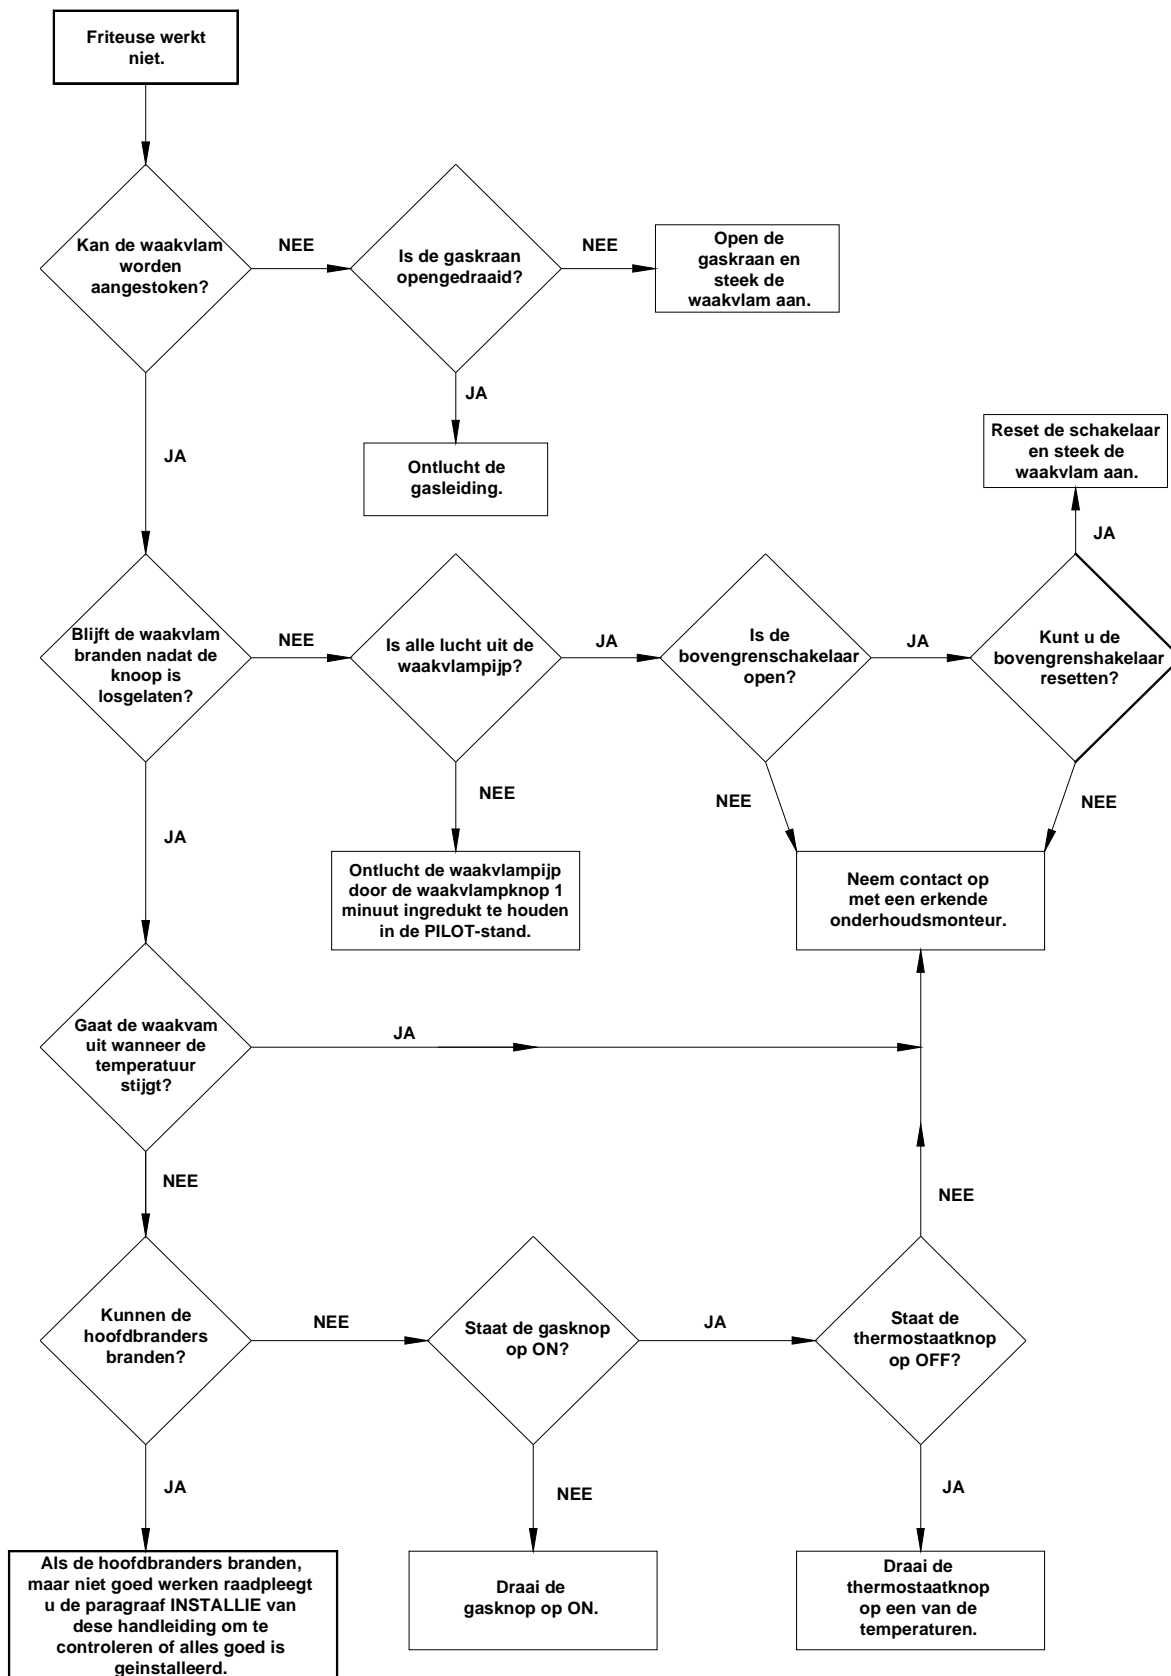 Friteuse werkt
niet.
Kan de waakvlam
worden
aangestoken?
NEE
Is de gaskraan
opengedraaid?
NEE
Open de
gaskraan en
steek de
waakvlam aan.
JA
Ontlucht de
gasleiding.
JA
Reset de schakelaar
en steek de
waakvlam aan.
JA
Blijft de waakvlam
branden nadat de
knoop is
losgelaten?
NEE
Is alle lucht uit de
waakvlampijp?
JA
Is de
bovengrenschakelaar
open?
JA
Kunt u de
bovengrenshakelaar
resetten?
NEE
Ontlucht de waakvlampijp
door de waakvlampknop 1
minuut ingredukt te houden
in de PILOT-stand.
NEE
NEE
Neem contact op
met een erkende
onderhoudsmonteur.
JA
Gaat de waakvam
uit wanneer de
temperatuur
stijgt?
JA
NEE
NEE
Kunnen de
hoofdbranders
branden?
NEE
Staat de gasknop
op ON?
JA
Staat de
thermostaatknop
op OFF?
JA
NEE
JA
Als de hoofdbranders branden,
maar niet goed werken raadpleegt
u de paragraaf INSTALLIE van
dese handleiding om te
controleren of alles goed is
geinstalleerd.
Draai de
gasknop op ON.
Draai de
thermostaatknop
op een van de
temperaturen.